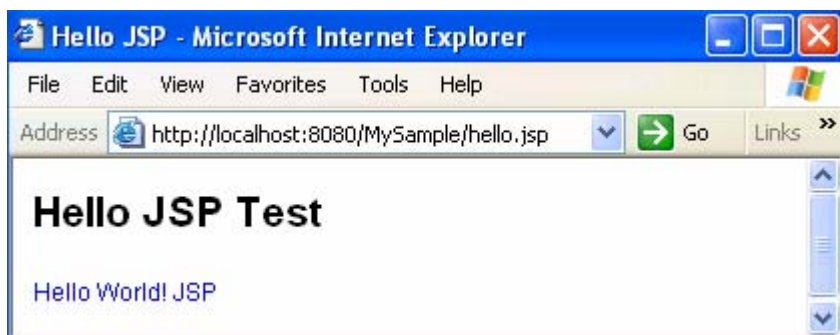 Hello JSP - Microsoft Internet Explorer
File Edit View Favorites Tools Help
Address http://localhost:8080/MySample/hello.jsp Go Links »
Hello JSP Test
Hello World! JSP